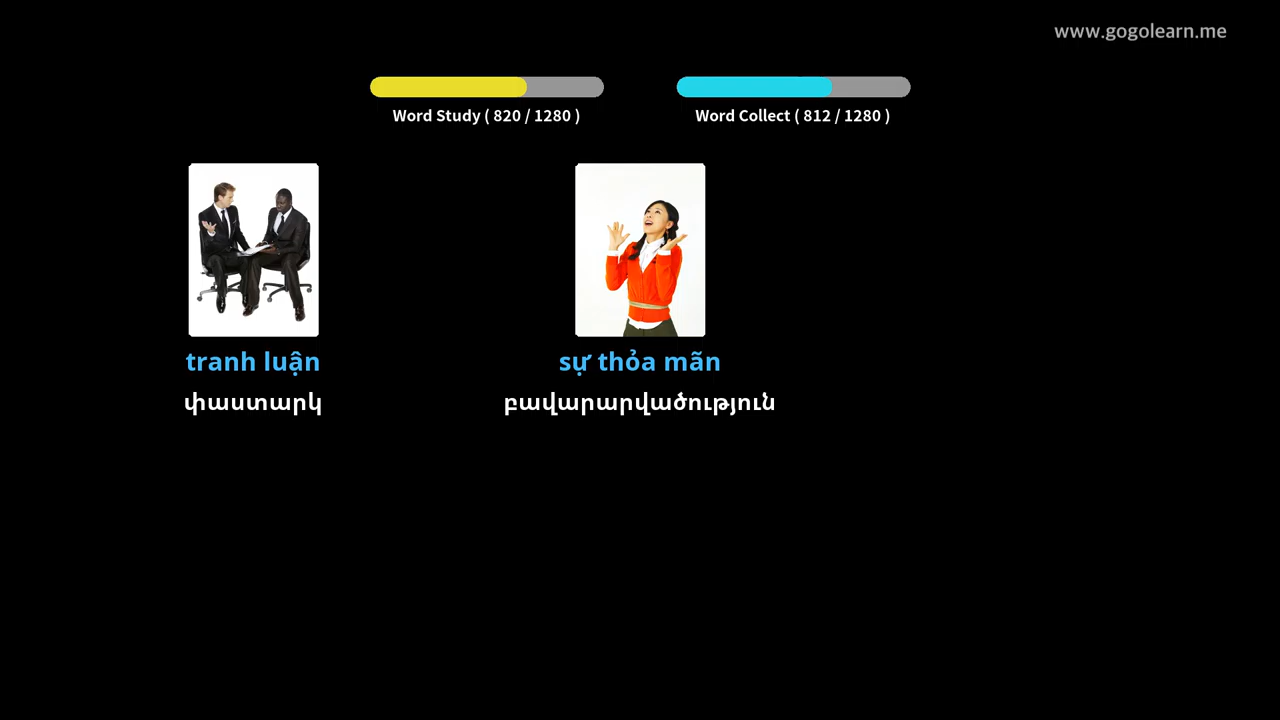 www.gogolearn.me
Word Study ( 820 / 1280 )
Word Collect ( 812 / 1280 )
tranh luận
փաստարկ
sự thỏa mãn
բավարարվածություն